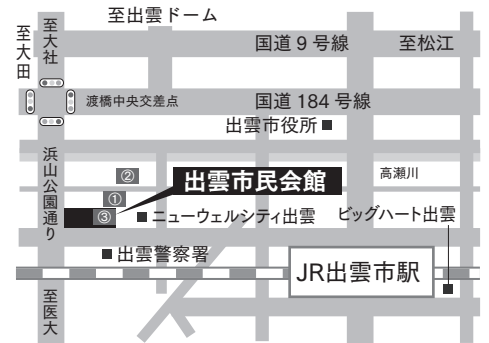 至出雲ドーム
至大社
至大田
国道9号線
至松江
渡橋中央交差点
国道184号線
出雲市役所■
浜山公園通り
②
出雲市民会館
高瀬川
①
③
■ニューウェルシティ出雲
ビッグハート出雲
■出雲警察署
JR出雲市駅
至医大